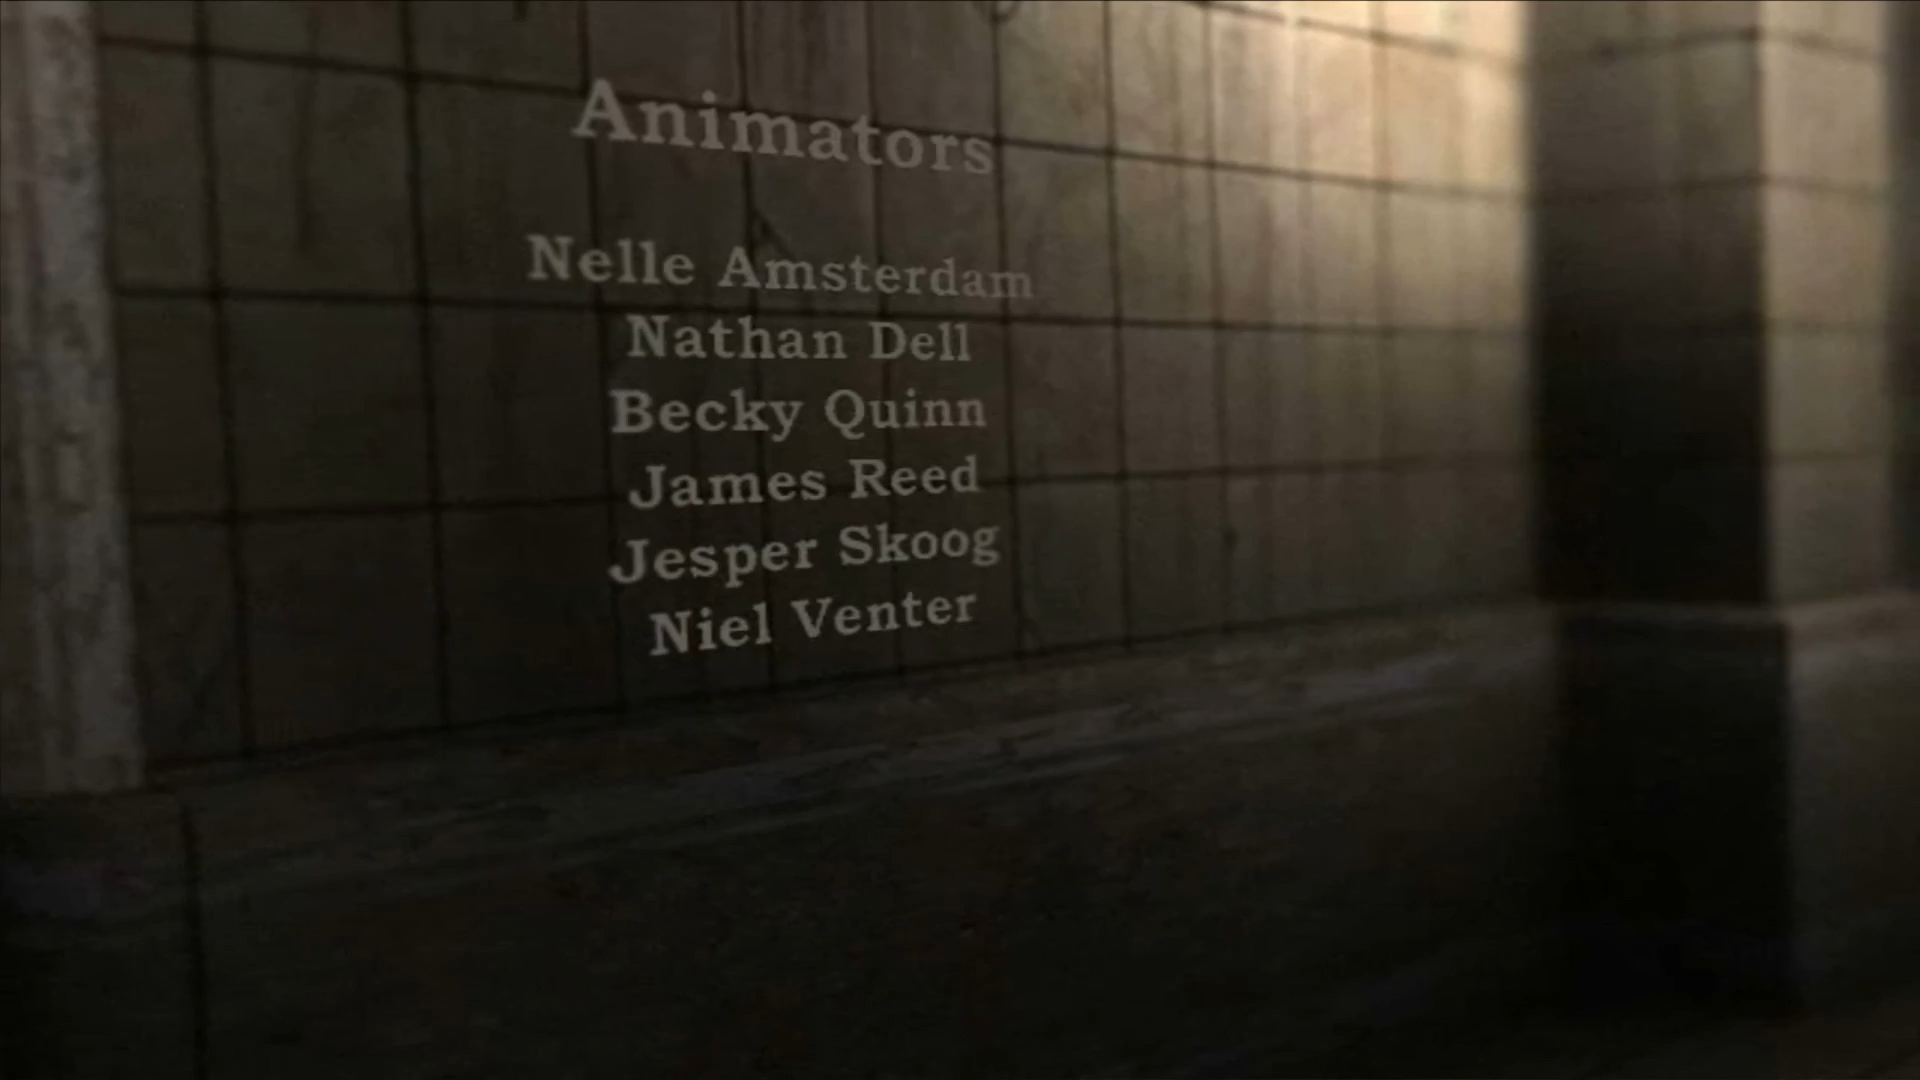 Animators
Nelle Amsterdam
Nathan Dell
Becky Quinn
James Reed
Jesper Skoog
Niel Venter